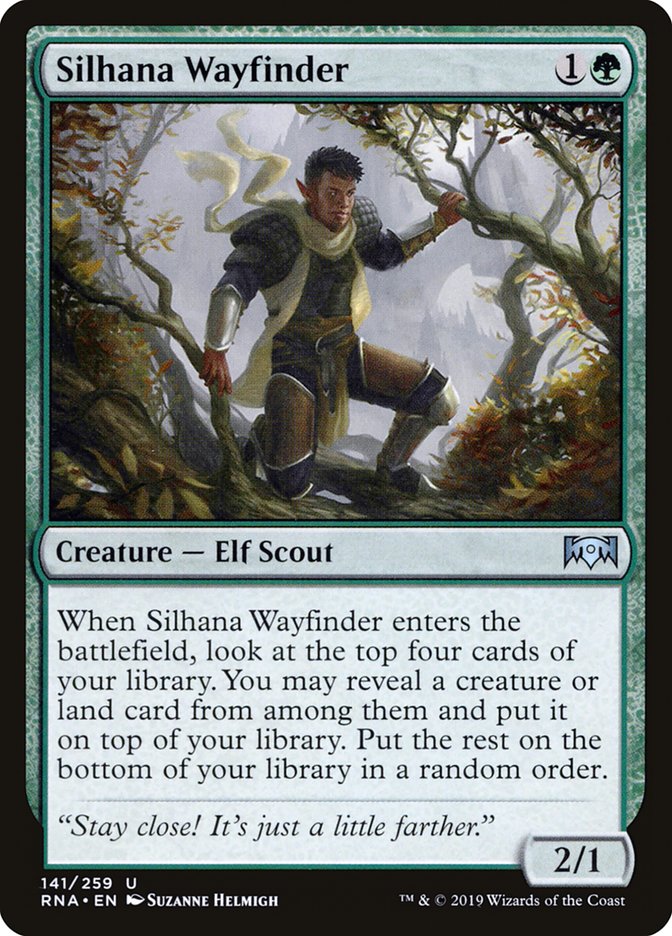 Silhana Wayfinder 1
Creature — Elf Scout
When Silhana Wayfinder enters the
battlefield, look at the top four cards of
your library. You may reveal a creature or
land card from among them and put it
on top of your library. Put the rest on the
bottom of your library in a random order.
“Stay close! It’s just a little farther.”
2/1
141/259 U
RNA • EN Suzanne Helmigh
™ & © 2019 Wizards of the Coast